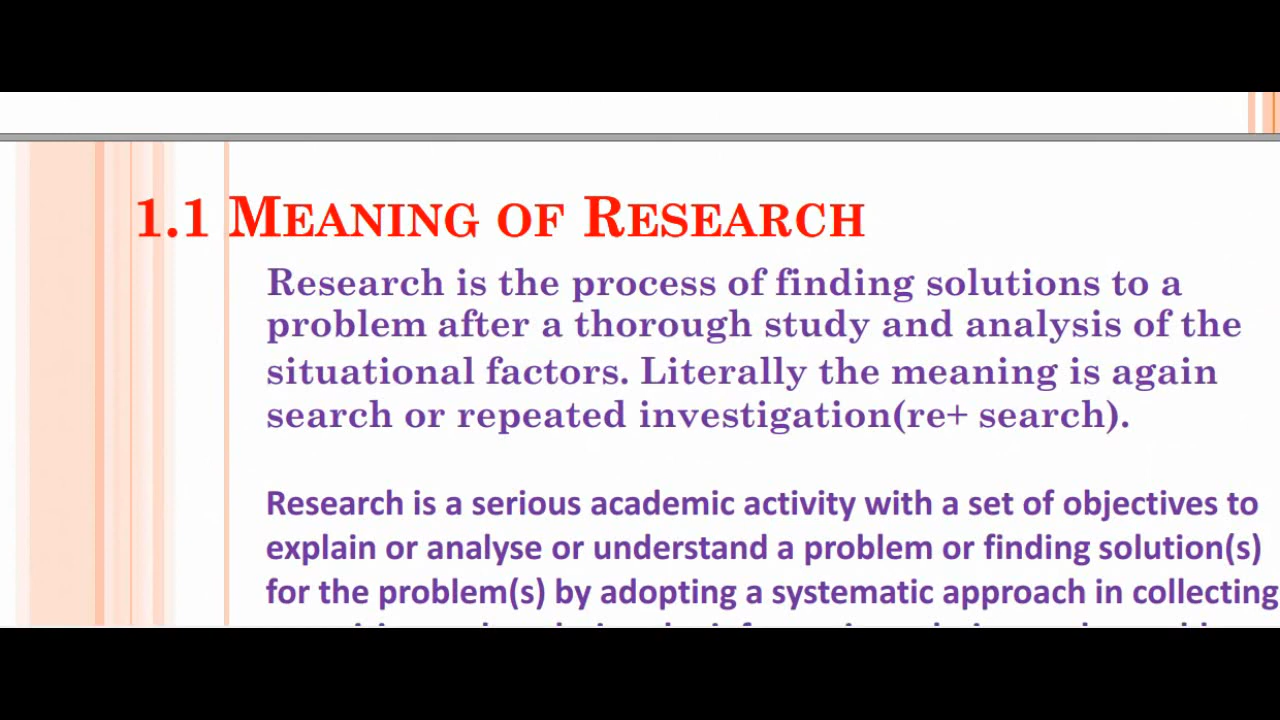 1.1 MEANING OF RESEARCH
Research is the process of finding solutions to a
problem after a thorough study and analysis of the
situational factors. Literally the meaning is again
search or repeated investigation(re+ search).
Research is a serious academic activity with a set of objectives to
explain or analyse or understand a problem or finding solution(s)
for the problem(s) by adopting a systematic approach in collecting